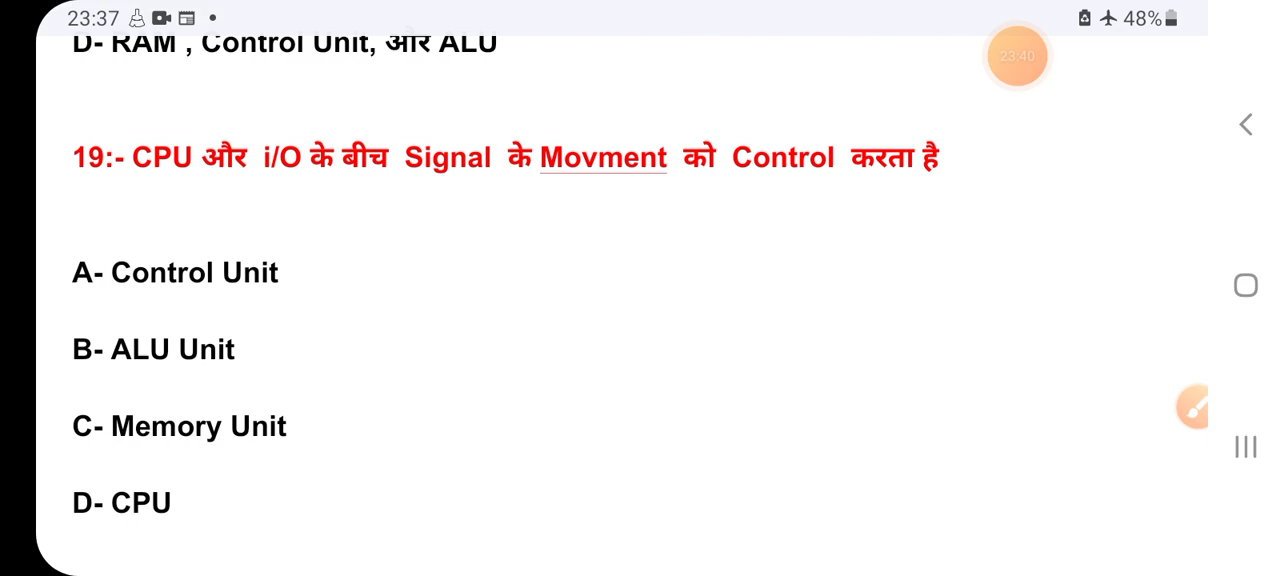 23:37 48%
D- RAM , Control Unit, और ALU
23:40
19:- CPU और i/O के बीच Signal के Movment को Control करता है
A- Control Unit
B- ALU Unit
C- Memory Unit
D- CPU